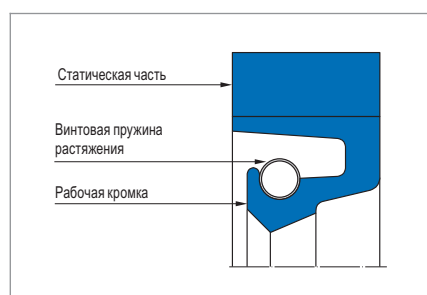 Статическая часть
Винтовая пружина
растяжения
Рабочая кромка